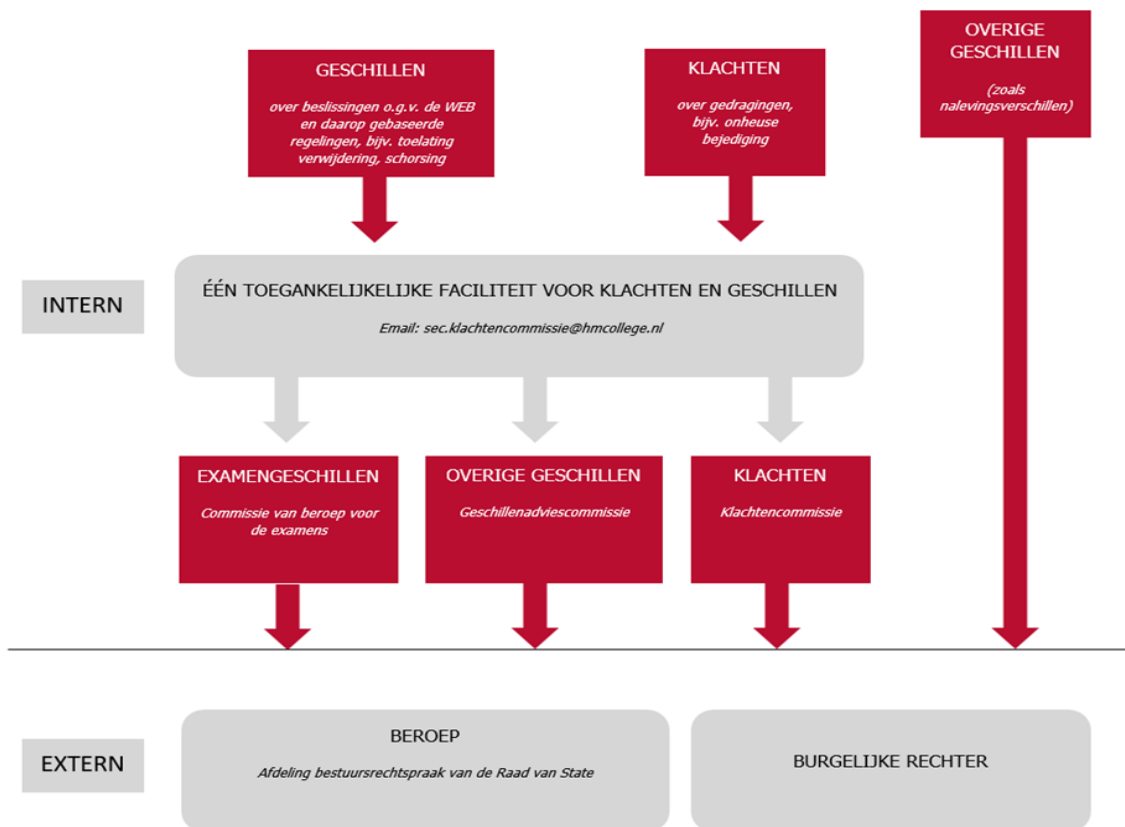 GESCHILLEN
over beslissingen o.g.v. de WEB
en daarop gebaseerde
regelingen, bijv. toelating
verwijdering, schorsing
KLACHTEN
over gedragingen,
bijv. onheuse
bejediging
OVERIGE
GESCHILLEN
(zoals
nalevingsverschillen)
INTERN
ÉÉN TOEGANKELIJKELIJKE FACILITEIT VOOR KLACHTEN EN GESCHILLEN
Email: sec.klachtencommissie@hmcollege.nl
EXAMENGESCHILLEN
Commissie van beroep voor
de examens
OVERIGE GESCHILLEN
Geschillenadviescommissie
KLACHTEN
Klachtencommissie
EXTERN
BEROEP
Afdeling bestuursrechtspraak van de Raad van State
BURGELIJKE RECHTER